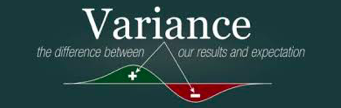 Variance
the difference between our results and expectation
+
-